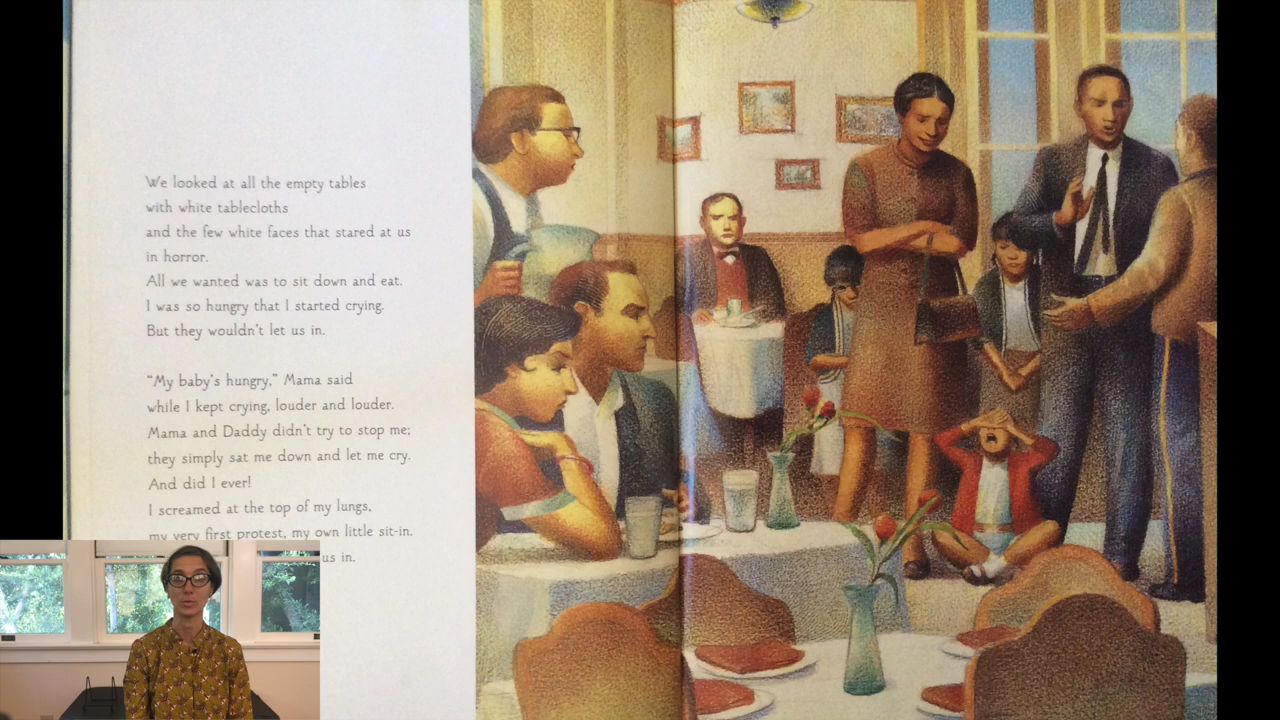 We looked at all the empty tables
with white tablecloths
and the few white faces that stared at us
in horror.
All we wanted was to sit down and eat.
I was so hungry that I started crying.
But they wouldn't let us in.
"My baby's hungry," Mama said
while I kept crying, louder and louder.
Mama and Daddy didn't try to stop me;
they simply sat me down and let me cry.
And did I ever!
I screamed at the top of my lungs,
my very first protest, my own little sit-in.
us in.